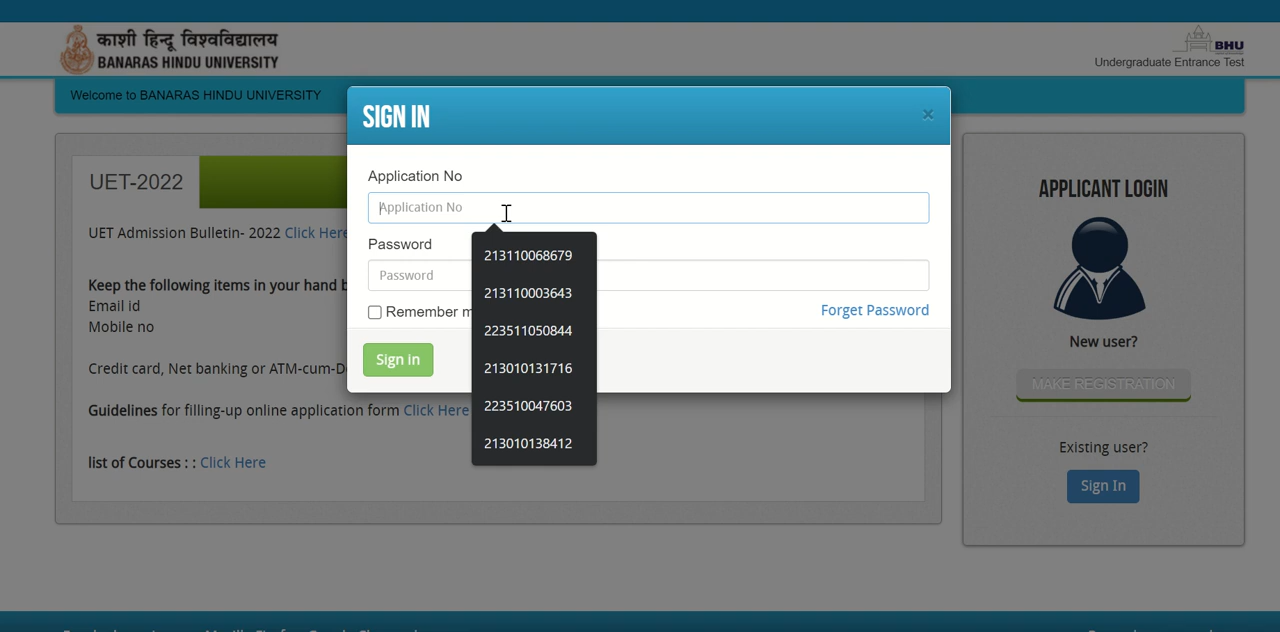 काशी हिन्दू विश्वविद्यालय
BANARAS HINDU UNIVERSITY
BHU
Undergraduate Entrance Test
Welcome to BANARAS HINDU UNIVERSITY
SIGN IN
×
Application No
Application No
Password
Password
Remember
Forget Password
Sign in
213110068679
213110003643
223511050844
213010131716
223510047603
213010138412
UET-2022
UET Admission Bulletin- 2022 Click Here
Keep the following items in your hand
Email id
Mobile no
Credit card, Net banking or
Guidelines for filling-up online application form Click Here
list of Courses : : Click Here
APPLICANT LOGIN
New user?
MAKE REGISTRATION
Existing user?
Sign In